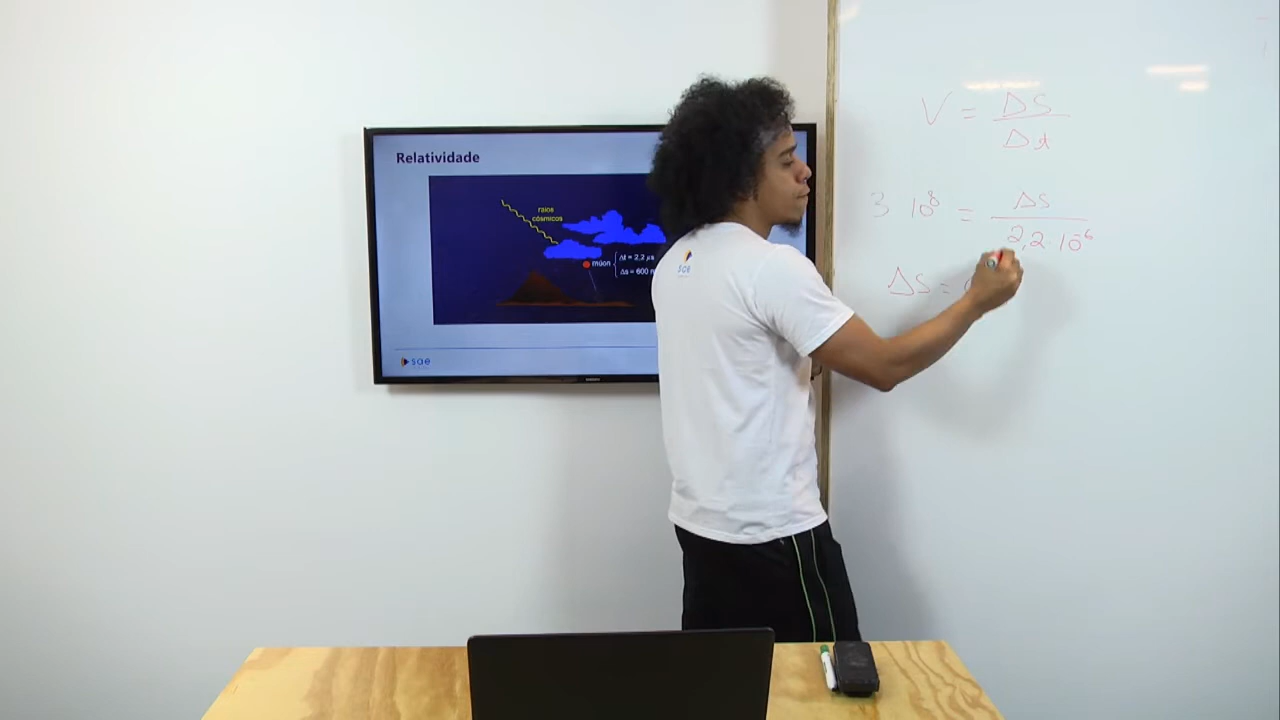 Relatividade
raios
cósmicos
múon
Δt = 2,2 µs
Δs = 600 m
sae
sae
V = ΔS / Δt
3 · 10⁸ = ΔS / 2,2 · 10⁻⁶
ΔS =